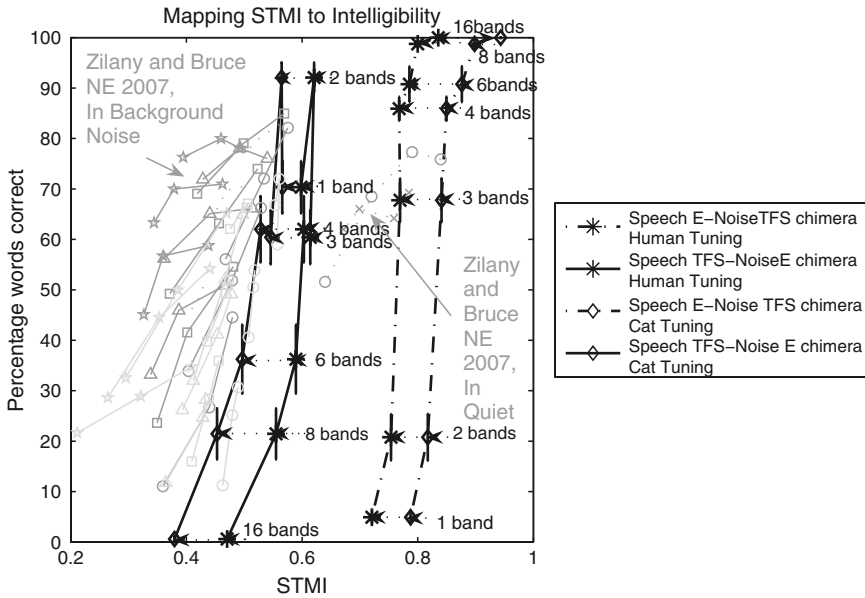 Mapping STMI to Intelligibility
100
90
80
70
60
50
40
30
20
10
0
Percentage words correct
0.2
0.4
0.6
0.8
1
STMI
Zilany and Bruce
NE 2007,
In Background
Noise
Zilany
and
Bruce
NE
2007,
In
Quiet
2 bands
1 band
4 bands
3 bands
6 bands
8 bands
16 bands
16bands
8 bands
6bands
4 bands
3 bands
2 bands
1 band
Speech E−NoiseTFS chimera
Human Tuning
Speech TFS−NoiseE chimera
Human Tuning
Speech E−Noise TFS chimera
Cat Tuning
Speech TFS−Noise E chimera
Cat Tuning